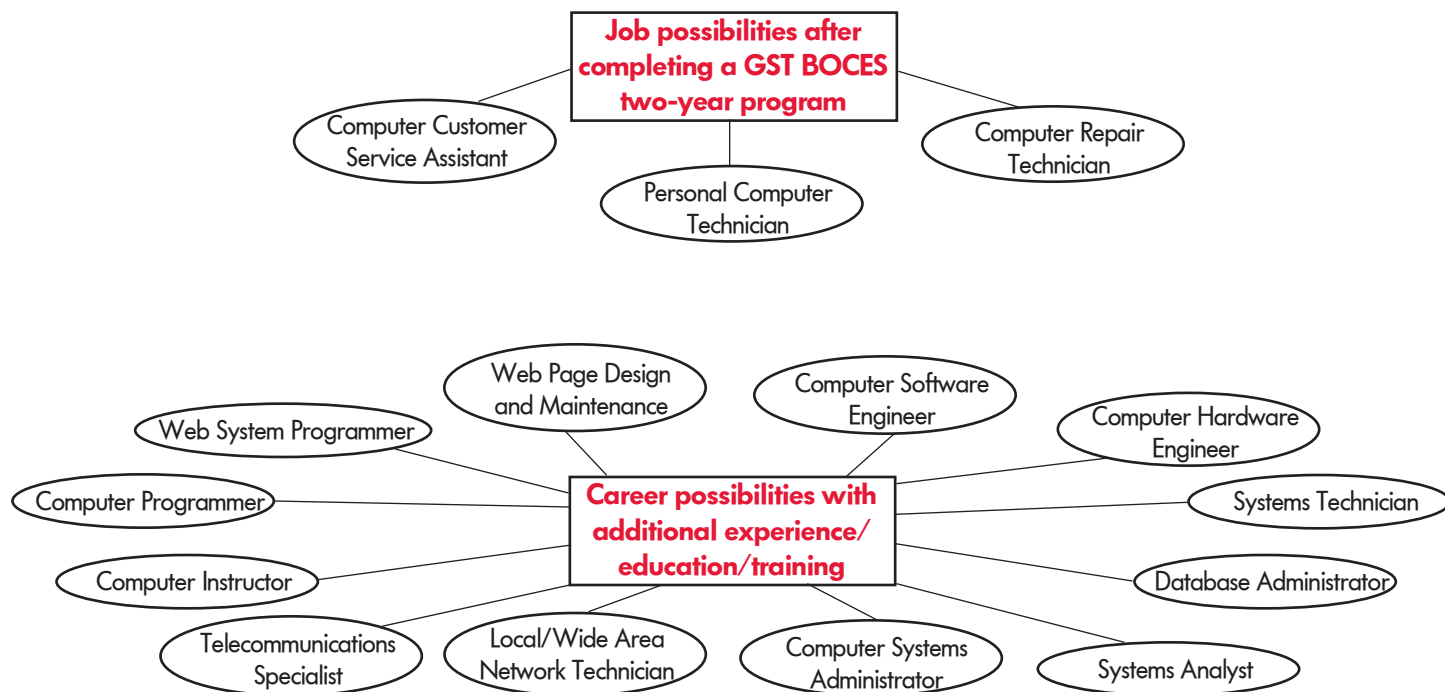 Job possibilities after
completing a GST BOCES
two-year program
Computer Customer
Service Assistant
Personal Computer
Technician
Computer Repair
Technician
Web Page Design
and Maintenance
Computer Software
Engineer
Web System Programmer
Computer Hardware
Engineer
Computer Programmer
Career possibilities with
additional experience/
education/training
Systems Technician
Computer Instructor
Database Administrator
Telecommunications
Specialist
Local/Wide Area
Network Technician
Computer Systems
Administrator
Systems Analyst